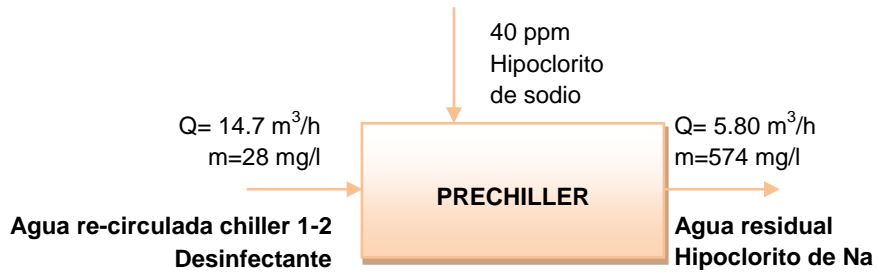 40 ppm
Hipoclorito
de sodio
Q= 14.7 m³/h
m=28 mg/l
Agua re-circulada chiller 1-2
Desinfectante
PRECHILLER
Q= 5.80 m³/h
m=574 mg/l
Agua residual
Hipoclorito de Na